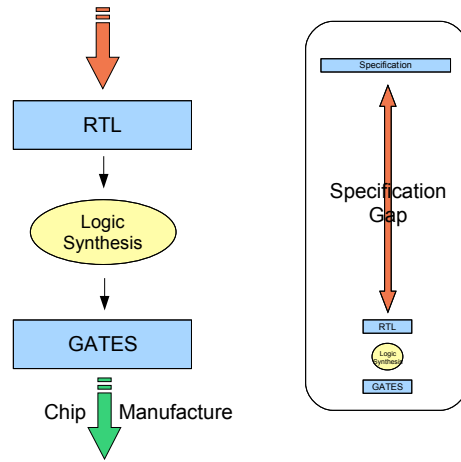 RTL
Logic
Synthesis
GATES
Chip Manufacture
Specification
Specification
Gap
RTL
Logic
Synthesis
GATES